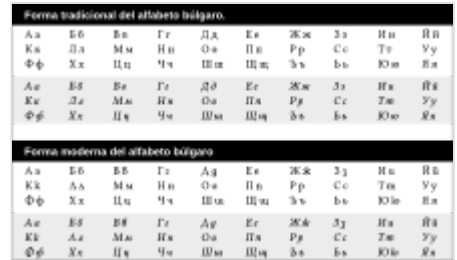 Forma tradicional del alfabeto búlgaro.
Аа Бб Вв Гг Дд Ее Жж Зз Ии Йй
Кк Лл Мм Нн Оо Пп Рр Сс Тт Уу
Фф Хх Цц Чч Шш Щщ Ъъ Ьь Юю Яя
Аа Бб Вв Гг Дд Ее Жж Зз Ии Йй
Кк Лл Мм Нн Оо Пп Рр Сс Тт Уу
Фф Хх Цц Чч Шш Щщ Ъъ Ьь Юю Яя
Forma moderna del alfabeto búlgaro
Аа Бб Вв Гг Дд Ее Жж Зз Ии Йй
Кк Лл Мм Нн Оо Пп Рр Сс Тт Уу
Фф Хх Цц Чч Шш Щщ Ъъ Ьь Юю Яя
Аа Бб Вв Гг Дд Ее Жж Зз Ии Йй
Кк Лл Мм Нн Оо Пп Рр Сс Тт Уу
Фф Хх Цц Чч Шш Щщ Ъъ Ьь Юю Яя